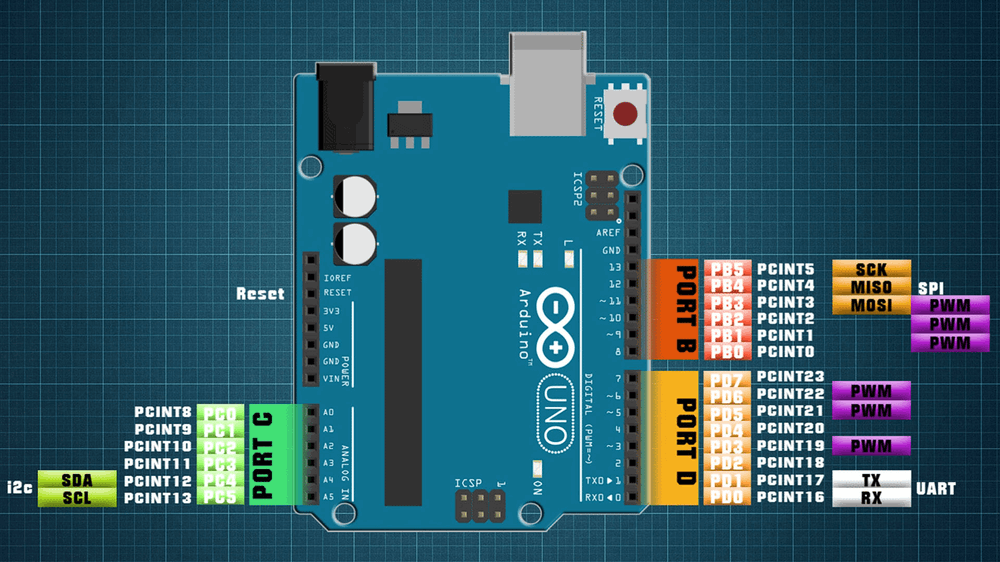 RESET
ICSP2
AREF
GND
RX
TX
L
IOREF
Reset
RESET
3V3
5V
GND
GND
VIN
POWER
Arduino™
UNO
13
12
~11
~10
~9
8
PORT B
PB5 PCINT5 SCK
PB4 PCINT4 MISO SPI
PB3 PCINT3 MOSI PWM
PB2 PCINT2 PWM
PB1 PCINT1 PWM
PB0 PCINT0
DIGITAL (PWM=~)
7
~6
~5
4
~3
2
TX0▸1
RX0◂0
PORT D
PD7 PCINT23
PD6 PCINT22 PWM
PD5 PCINT21 PWM
PD4 PCINT20
PD3 PCINT19 PWM
PD2 PCINT18
PD1 PCINT17 TX
PD0 PCINT16 RX
UART
PCINT8 PC0
PCINT9 PC1
PCINT10 PC2
PCINT11 PC3
i2c SDA PCINT12 PC4
SCL PCINT13 PC5
PORT C
A0
A1
A2
A3
A4
A5
ANALOG IN
ICSP
1
ON